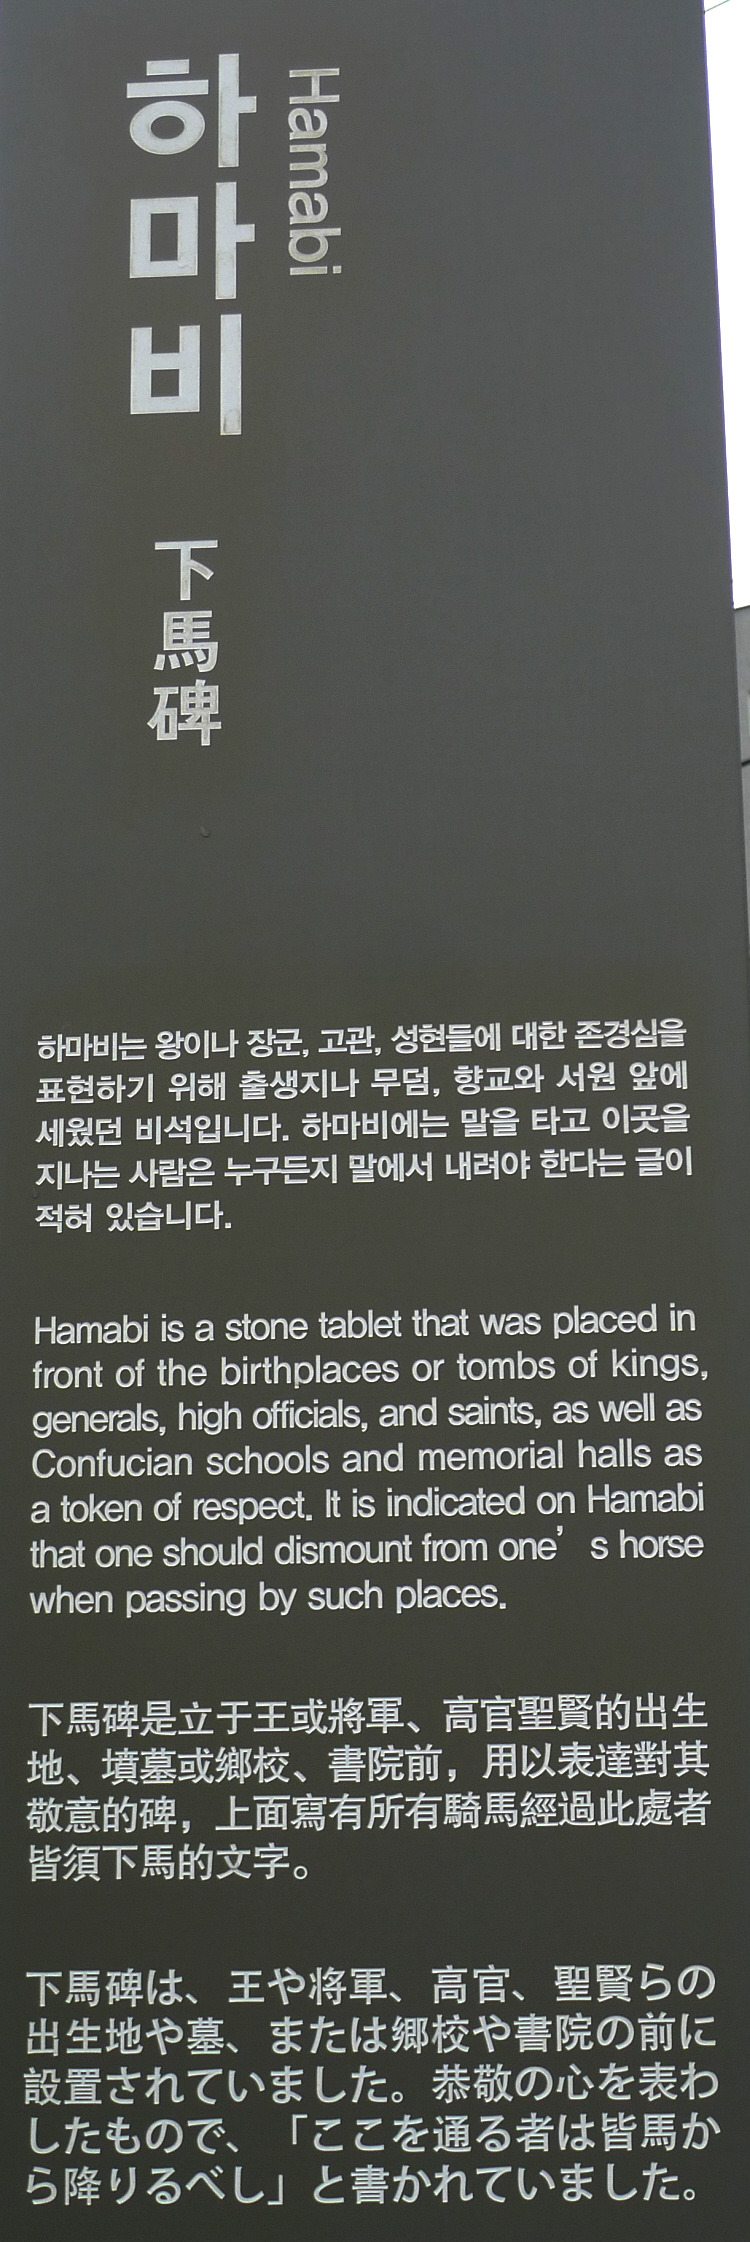 하마비
Hamabi
下馬碑
하마비는 왕이나 장군, 고관, 성현들에 대한 존경심을
표현하기 위해 출생지나 무덤, 향교와 서원 앞에
세웠던 비석입니다. 하마비에는 말을 타고 이곳을
지나는 사람은 누구든지 말에서 내려야 한다는 글이
적혀 있습니다.
Hamabi is a stone tablet that was placed in
front of the birthplaces or tombs of kings,
generals, high officials, and saints, as well as
Confucian schools and memorial halls as
a token of respect. It is indicated on Hamabi
that one should dismount from one’s horse
when passing by such places.
下馬碑是立于王或將軍、高官聖賢的出生
地、墳墓或鄉校、書院前，用以表達對其
敬意的碑，上面寫有所有騎馬經過此處者
皆須下馬的文字。
下馬碑は、王や将軍、高官、聖賢らの
出生地や墓、または郷校や書院の前に
設置されていました。恭敬の心を表わ
したもので、「ここを通る者は皆馬か
ら降りるべし」と書かれていました。